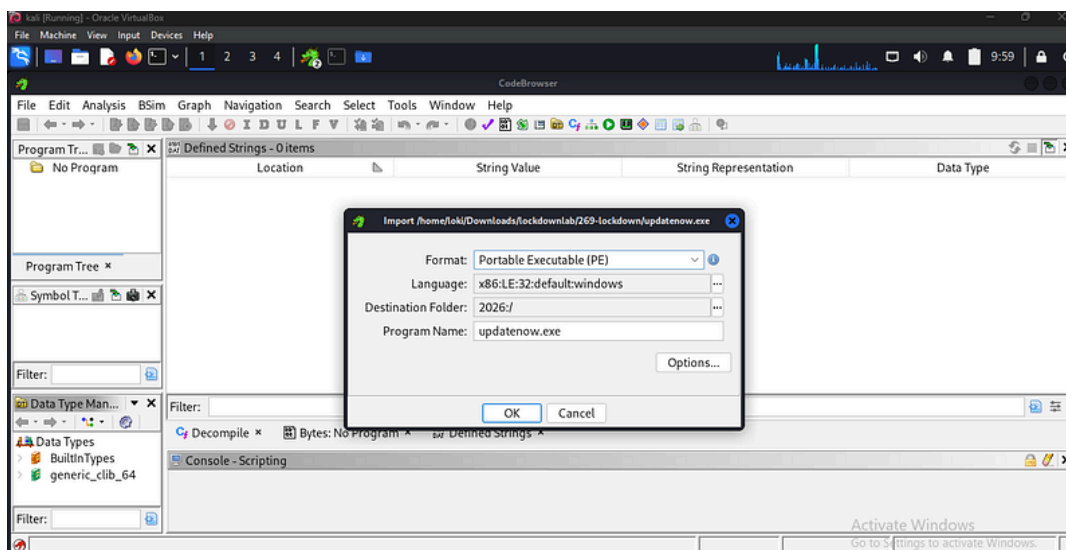 kali [Running] - Oracle VirtualBox
File Machine View Input Devices Help
1 2 3 4 9:59
CodeBrowser
File Edit Analysis BSim Graph Navigation Search Select Tools Window Help
I D U L F V
Program Tr...
Defined Strings - 0 items
No Program
Location String Value String Representation Data Type
Import /home/loki/Downloads/lockdownlab/269-lockdown/updatenow.exe
Format: Portable Executable (PE)
Language: x86:LE:32:default:windows
Destination Folder: 2026:/
Program Name: updatenow.exe
Options...
OK Cancel
Program Tree
Symbol T...
Filter:
Data Type Man...
Filter:
Decompile Bytes: No Program Defined Strings
Data Types
BuiltInTypes
generic_clib_64
Console - Scripting
Filter:
Activate Windows
Go to Settings to activate Windows.